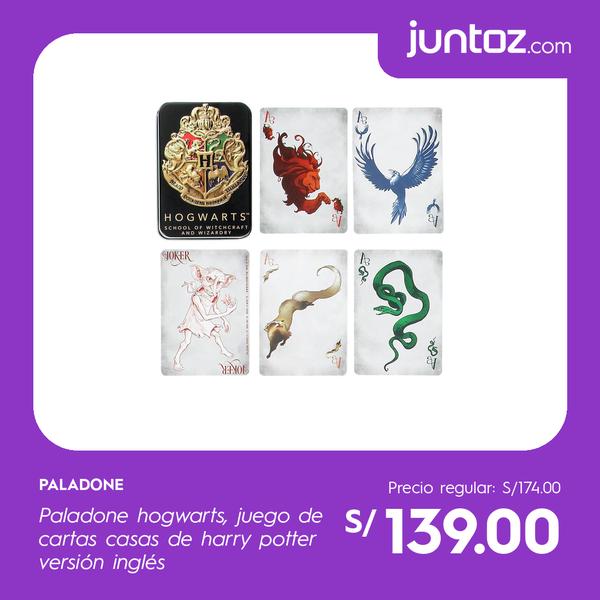 juntoz.com
HOGWARTS™
SCHOOL OF WITCHCRAFT
AND WIZARDRY
JOKER
JOKER
PALADONE
Paladone hogwarts, juego de
cartas casas de harry potter
versión inglés
Precio regular: S/174.00
S/139.00